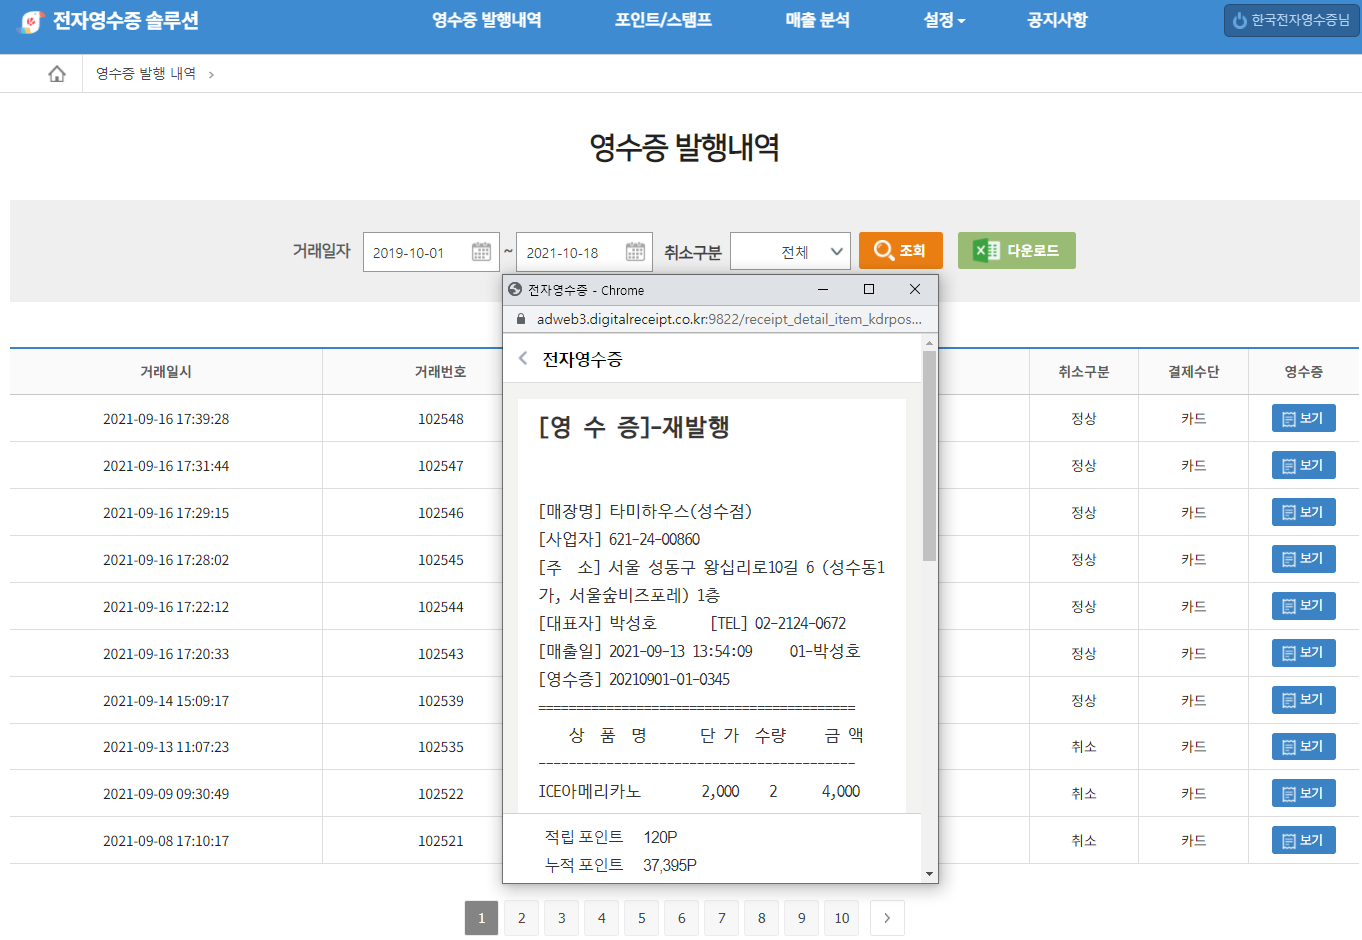 전자영수증 솔루션
영수증 발행내역 포인트/스탬프 매출 분석 설정 공지사항
한국전자영수증님
영수증 발행 내역 >
영수증 발행내역
거래일자 2019-10-01 ~ 2021-10-18 취소구분 전체 조회 다운로드
거래일시 거래번호 취소구분 결제수단 영수증
2021-09-16 17:39:28 102548 정상 카드 보기
2021-09-16 17:31:44 102547 정상 카드 보기
2021-09-16 17:29:15 102546 정상 카드 보기
2021-09-16 17:28:02 102545 정상 카드 보기
2021-09-16 17:22:12 102544 정상 카드 보기
2021-09-16 17:20:33 102543 정상 카드 보기
2021-09-14 15:09:17 102539 정상 카드 보기
2021-09-13 11:07:23 102535 취소 카드 보기
2021-09-09 09:30:49 102522 취소 카드 보기
2021-09-08 17:10:17 102521 취소 카드 보기
전자영수증 - Chrome
adweb3.digitalreceipt.co.kr:9822/receipt_detail_item_kdrpos...
전자영수증
[영 수 증]-재발행
[매장명] 타미하우스(성수점)
[사업자] 621-24-00860
[주 소] 서울 성동구 왕십리로10길 6 (성수동1
가, 서울숲비즈포레) 1층
[대표자] 박성호 [TEL] 02-2124-0672
[매출일] 2021-09-13 13:54:09 01-박성호
[영수증] 20210901-01-0345
==========================================
상 품 명 단 가 수량 금 액
------------------------------------------
ICE아메리카노 2,000 2 4,000
적립 포인트 120P
누적 포인트 37,395P
1 2 3 4 5 6 7 8 9 10 >